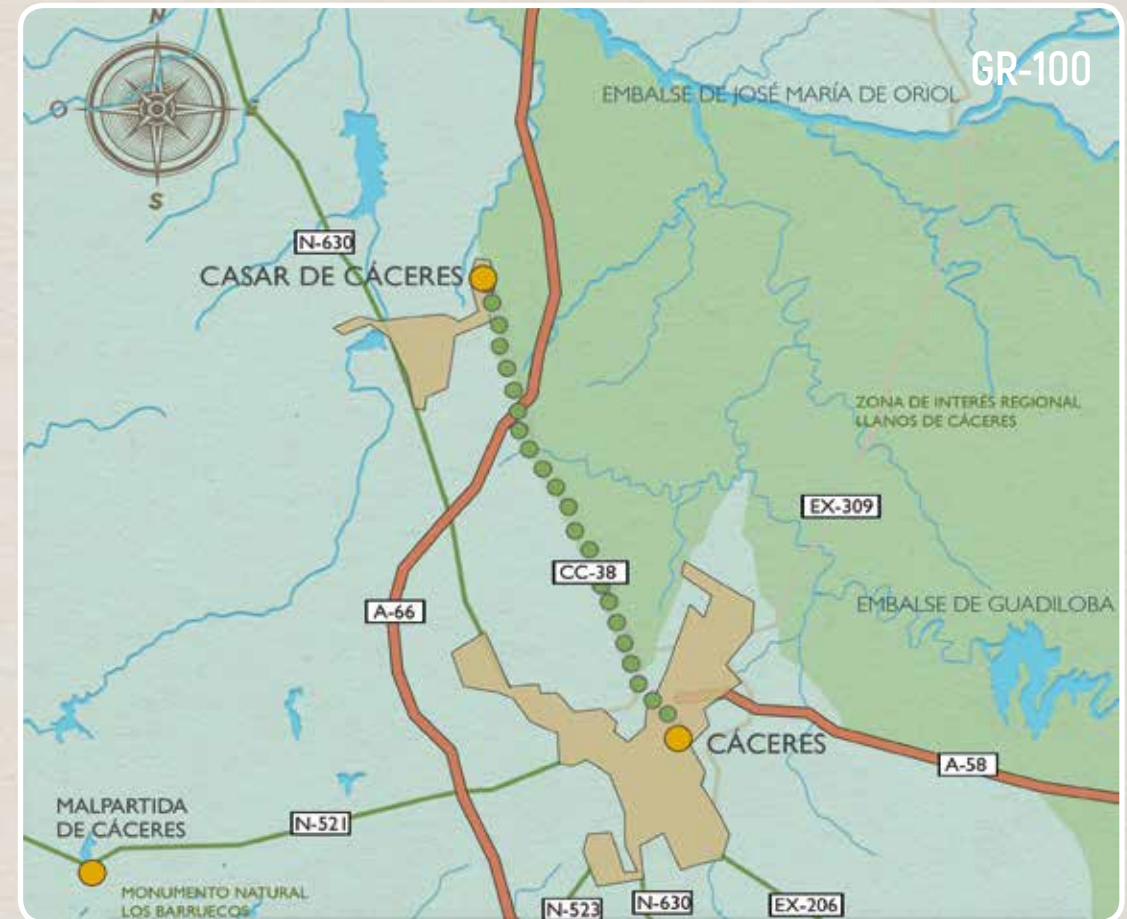 N
O
E
S
GR-100
EMBALSE DE JOSÉ MARÍA DE ORIOL
N-630
CASAR DE CÁCERES
ZONA DE INTERÉS REGIONAL
LLANOS DE CÁCERES
EX-309
CC-38
A-66
EMBALSE DE GUADILOBA
CÁCERES
A-58
MALPARTIDA
DE CÁCERES
N-521
MONUMENTO NATURAL
LOS BARRUECOS
N-523
N-630
EX-206